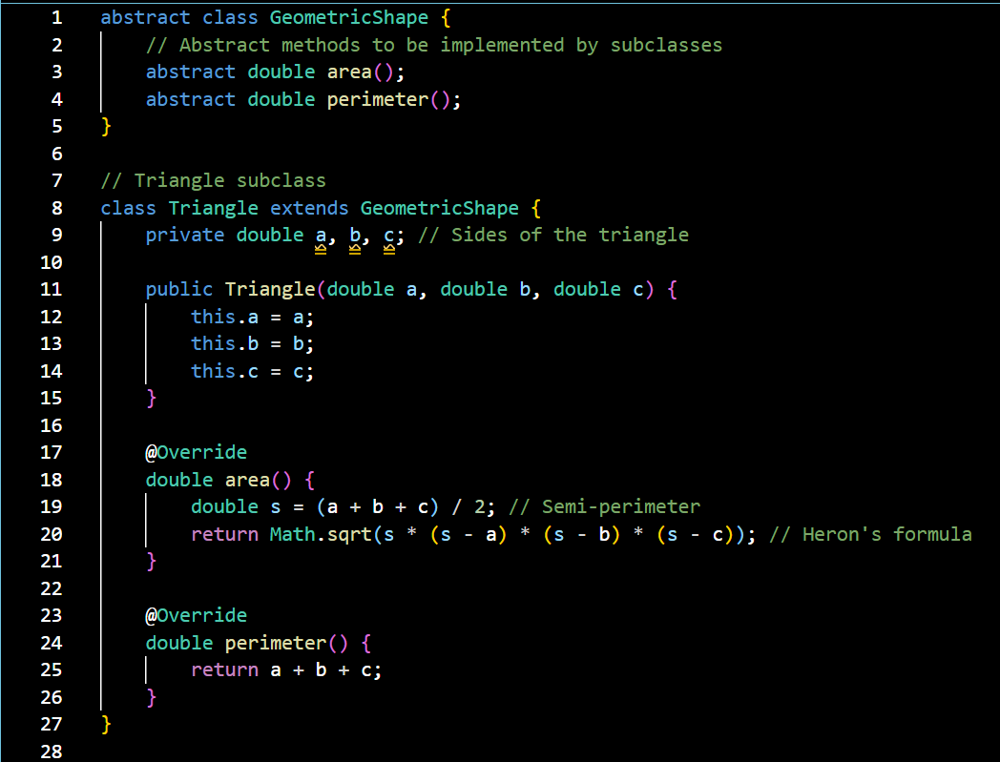 1 abstract class GeometricShape {
2     // Abstract methods to be implemented by subclasses
3     abstract double area();
4     abstract double perimeter();
5 }
6
7 // Triangle subclass
8 class Triangle extends GeometricShape {
9     private double a, b, c; // Sides of the triangle
10
11     public Triangle(double a, double b, double c) {
12         this.a = a;
13         this.b = b;
14         this.c = c;
15     }
16
17     @Override
18     double area() {
19         double s = (a + b + c) / 2; // Semi-perimeter
20         return Math.sqrt(s * (s - a) * (s - b) * (s - c)); // Heron's formula
21     }
22
23     @Override
24     double perimeter() {
25         return a + b + c;
26     }
27 }
28